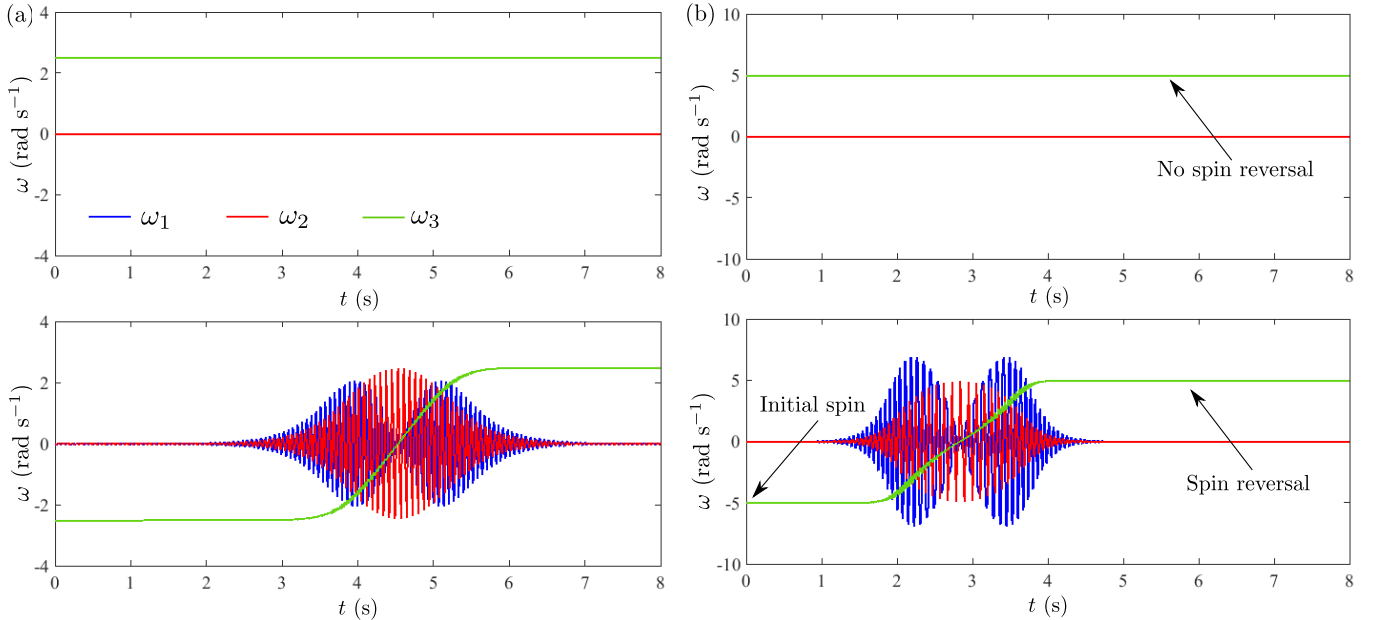 (a)
4
2
0
-2
-4
ω (rad s−1)
ω1 ω2 ω3
0 1 2 3 4 5 6 7 8
t (s)
(b)
10
5
0
-5
-10
ω (rad s−1)
No spin reversal
0 1 2 3 4 5 6 7 8
t (s)
4
2
0
-2
-4
ω (rad s−1)
0 1 2 3 4 5 6 7 8
t (s)
10
5
0
-5
-10
ω (rad s−1)
Initial spin
Spin reversal
0 1 2 3 4 5 6 7 8
t (s)